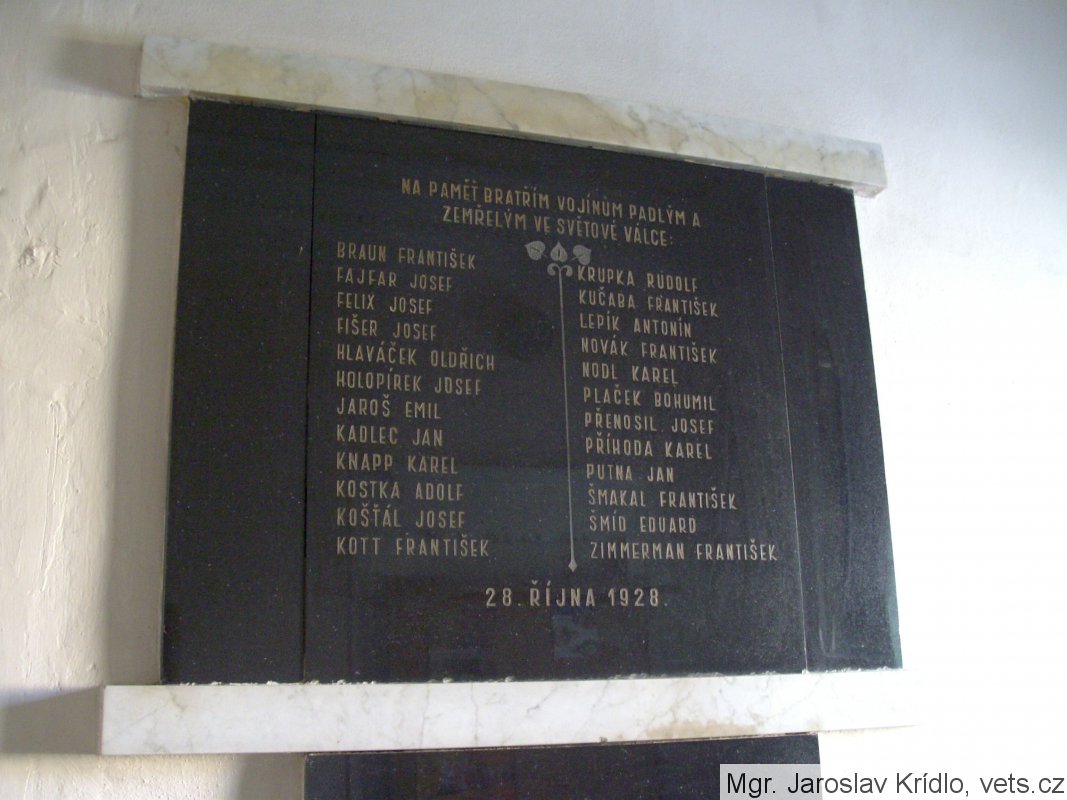 NA PAMĚŤ BRATŘÍM VOJÍNŮM PADLÝM A
ZEMŘELÝM VE SVĚTOVÉ VÁLCE:
BRAUN FRANTIŠEK
FAJFAR JOSEF
FELIX JOSEF
FIŠER JOSEF
HLAVÁČEK OLDŘICH
HOLOPÍREK JOSEF
JAROŠ EMIL
KADLEC JAN
KNAPP KAREL
KOSTKA ADOLF
KOŠŤÁL JOSEF
KOTT FRANTIŠEK
KRUPKA RUDOLF
KUČABA FRANTIŠEK
LEPÍK ANTONÍN
NOVÁK FRANTIŠEK
NODL KAREL
PLAČEK BOHUMIL
PŘENOSIL JOSEF
PŘÍHODA KAREL
PUTNA JAN
ŠMAKAL FRANTIŠEK
ŠMÍD EDUARD
ZIMMERMAN FRANTIŠEK
28. ŘÍJNA 1928.
Mgr. Jaroslav Krídlo, vets.cz